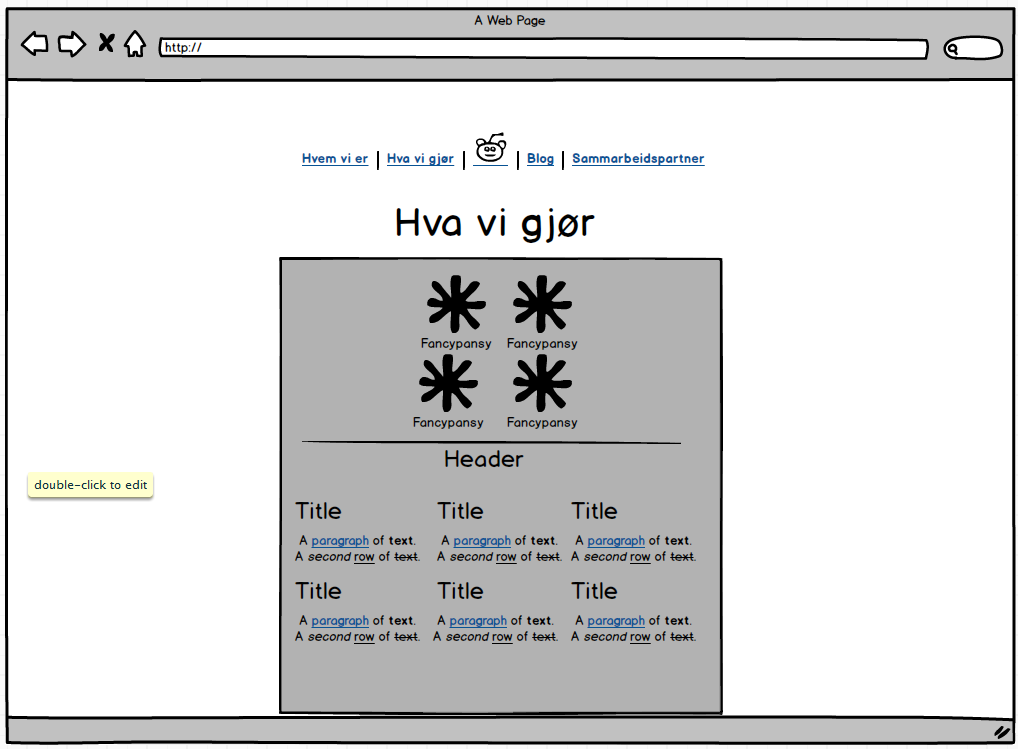 A Web Page
http://
Hvem vi er | Hva vi gjør | | Blog | Sammarbeidspartner
Hva vi gjør
Fancypansy Fancypansy
Fancypansy Fancypansy
Header
double-click to edit
Title Title Title
A paragraph of text. A paragraph of text. A paragraph of text.
A second row of text. A second row of text. A second row of text.
Title Title Title
A paragraph of text. A paragraph of text. A paragraph of text.
A second row of text. A second row of text. A second row of text.